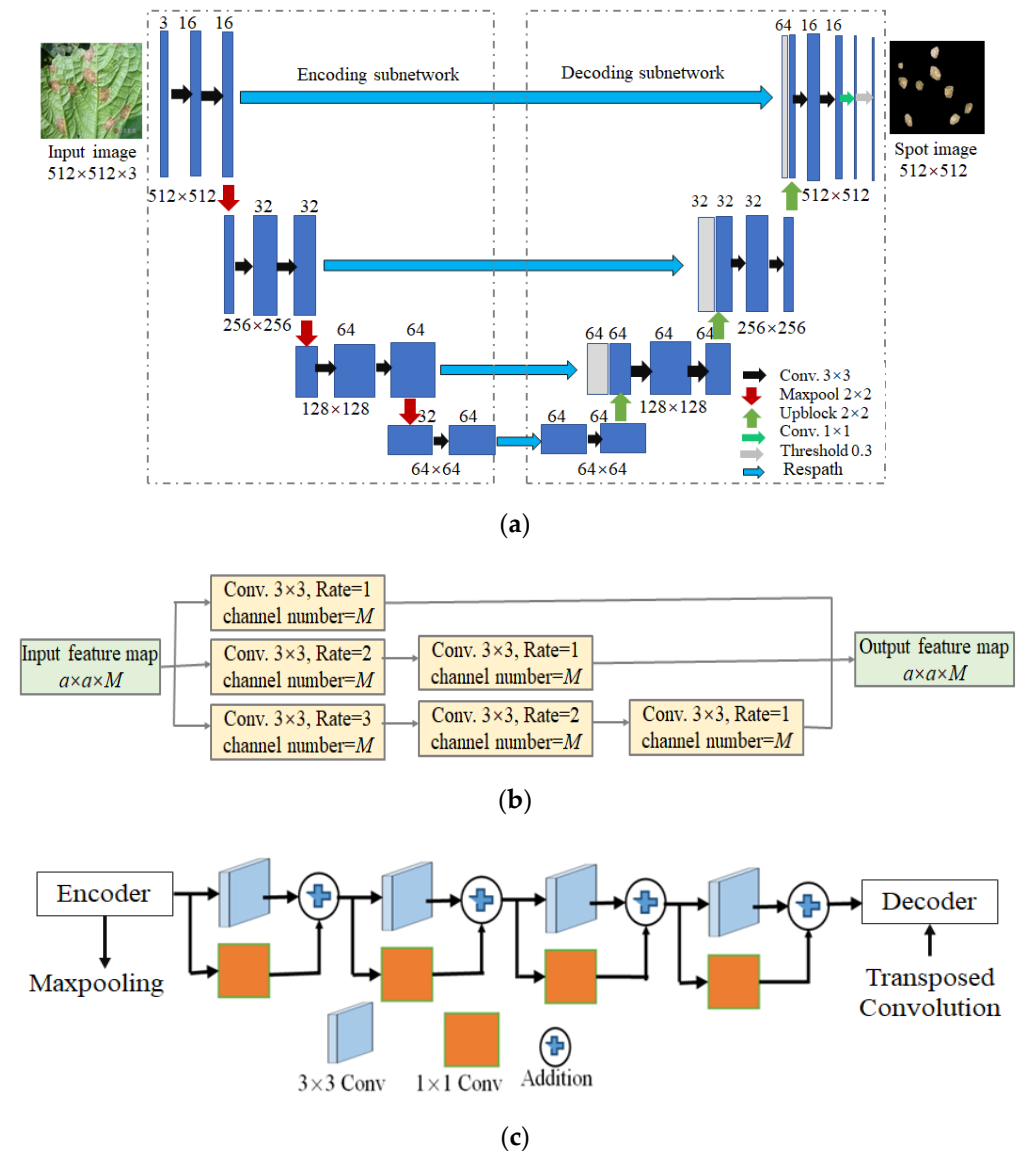 3 16 16
64 16 16
Encoding subnetwork
Decoding subnetwork
Input image
512×512×3
Spot image
512×512
512×512
512×512
32 32
32 32 32
256×256
256×256
64 64
64 64 64 64
128×128
128×128
32 64
64 64
64×64
64×64
Conv. 3×3
Maxpool 2×2
Upblock 2×2
Conv. 1×1
Threshold 0.3
Respath
(a)
Conv. 3×3, Rate=1
channel number=M
Input feature map
a×a×M
Conv. 3×3, Rate=2
channel number=M
Conv. 3×3, Rate=1
channel number=M
Output feature map
a×a×M
Conv. 3×3, Rate=3
channel number=M
Conv. 3×3, Rate=2
channel number=M
Conv. 3×3, Rate=1
channel number=M
(b)
Encoder
Decoder
Maxpooling
Transposed
Convolution
3×3 Conv
1×1 Conv
Addition
(c)